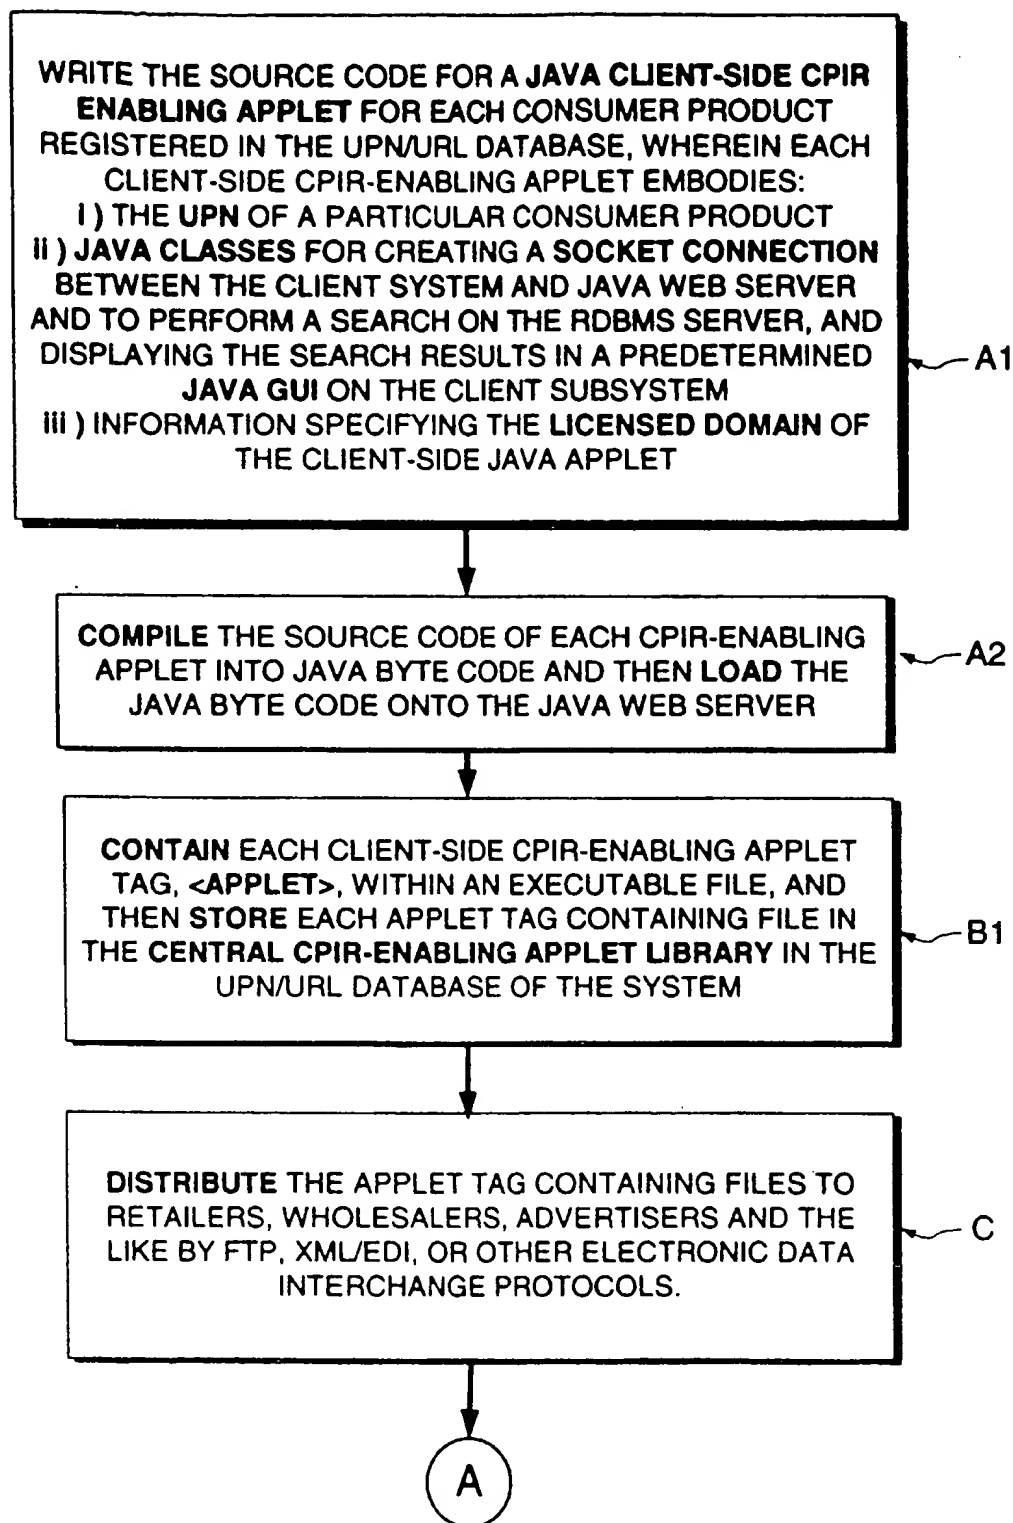 WRITE THE SOURCE CODE FOR A JAVA CLIENT-SIDE CPIR
ENABLING APPLET FOR EACH CONSUMER PRODUCT
REGISTERED IN THE UPN/URL DATABASE, WHEREIN EACH
CLIENT-SIDE CPIR-ENABLING APPLET EMBODIES:
i ) THE UPN OF A PARTICULAR CONSUMER PRODUCT
ii ) JAVA CLASSES FOR CREATING A SOCKET CONNECTION
BETWEEN THE CLIENT SYSTEM AND JAVA WEB SERVER
AND TO PERFORM A SEARCH ON THE RDBMS SERVER, AND
DISPLAYING THE SEARCH RESULTS IN A PREDETERMINED
JAVA GUI ON THE CLIENT SUBSYSTEM
iii ) INFORMATION SPECIFYING THE LICENSED DOMAIN OF
THE CLIENT-SIDE JAVA APPLET
A1
COMPILE THE SOURCE CODE OF EACH CPIR-ENABLING
APPLET INTO JAVA BYTE CODE AND THEN LOAD THE
JAVA BYTE CODE ONTO THE JAVA WEB SERVER
A2
CONTAIN EACH CLIENT-SIDE CPIR-ENABLING APPLET
TAG, <APPLET>, WITHIN AN EXECUTABLE FILE, AND
THEN STORE EACH APPLET TAG CONTAINING FILE IN
THE CENTRAL CPIR-ENABLING APPLET LIBRARY IN THE
UPN/URL DATABASE OF THE SYSTEM
B1
DISTRIBUTE THE APPLET TAG CONTAINING FILES TO
RETAILERS, WHOLESALERS, ADVERTISERS AND THE
LIKE BY FTP, XML/EDI, OR OTHER ELECTRONIC DATA
INTERCHANGE PROTOCOLS.
C
A